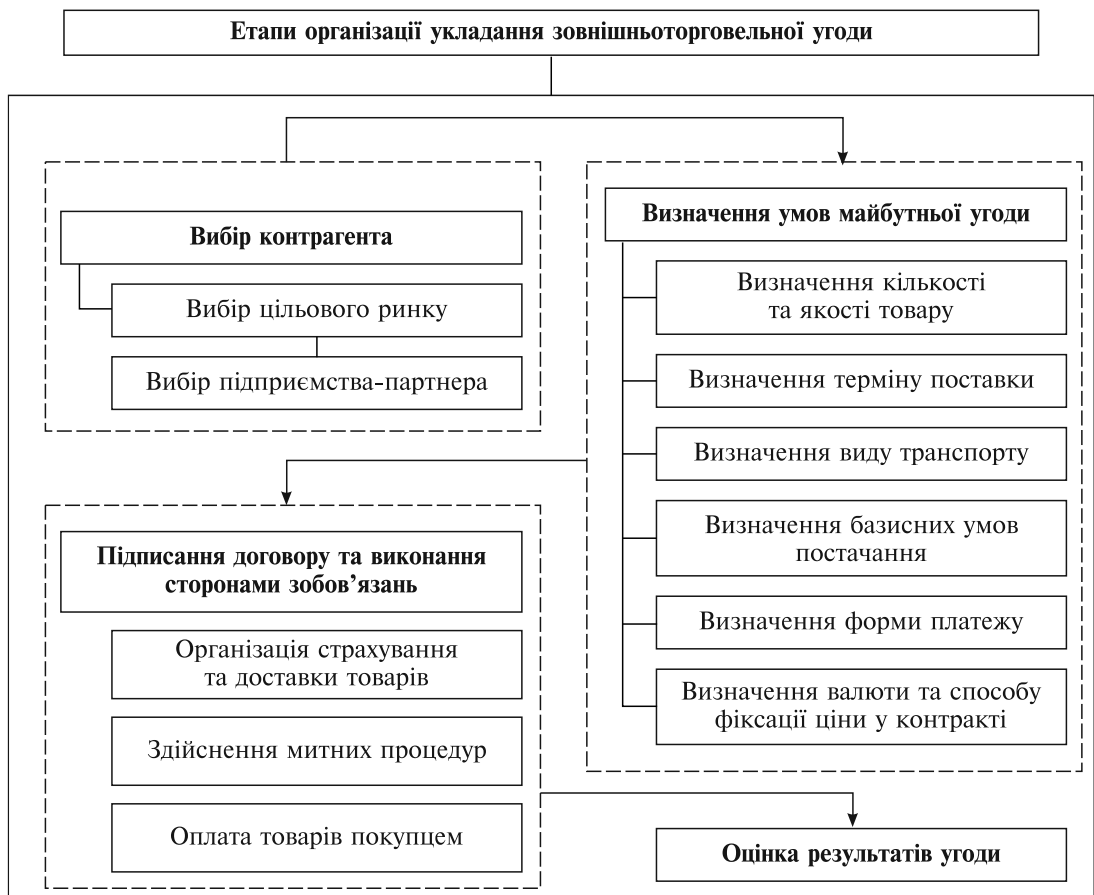 Етапи організації укладання зовнішньоторговельної угоди
Вибір контрагента
Вибір цільового ринку
Вибір підприємства-партнера
Визначення умов майбутньої угоди
Визначення кількості
та якості товару
Визначення терміну поставки
Визначення виду транспорту
Визначення базисних умов
постачання
Визначення форми платежу
Визначення валюти та способу
фіксації ціни у контракті
Підписання договору та виконання
сторонами зобов’язань
Організація страхування
та доставки товарів
Здійснення митних процедур
Оплата товарів покупцем
Оцінка результатів угоди